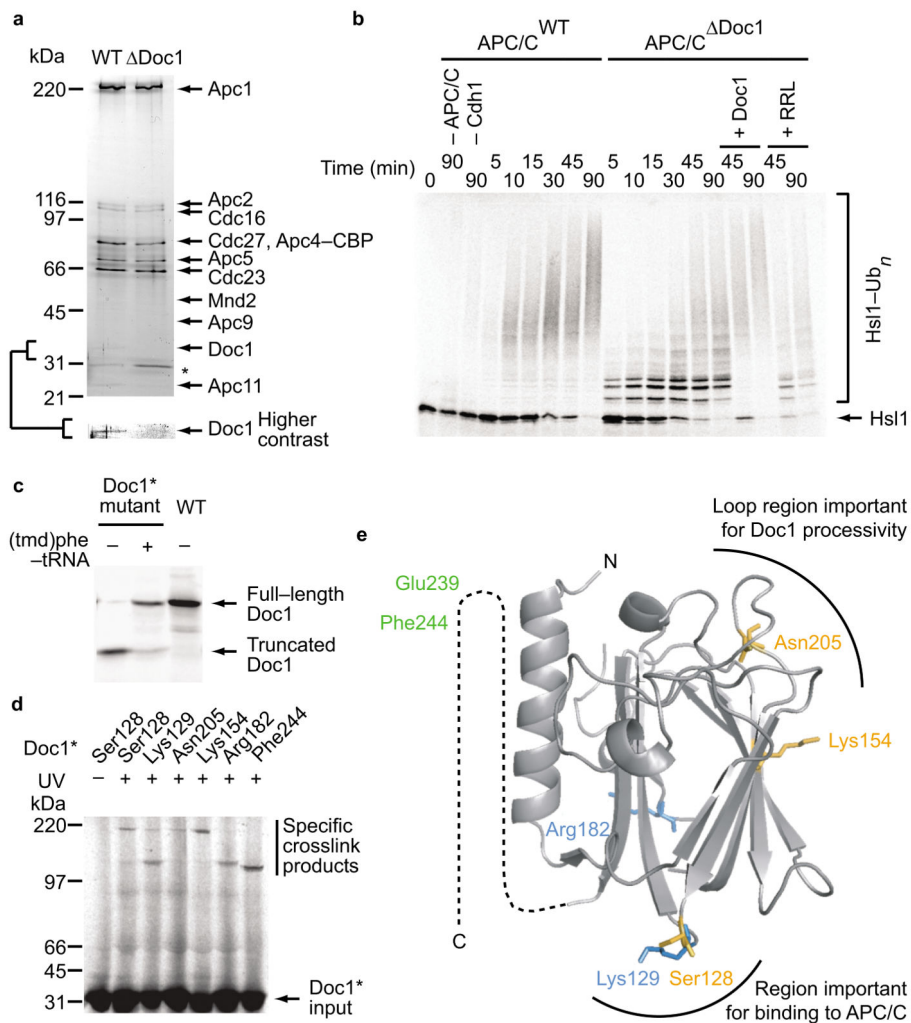 a
kDa
WT ΔDoc1
220
116
97
66
45
31
21
Apc1
Apc2
Cdc16
Cdc27, Apc4–CBP
Apc5
Cdc23
Mnd2
Apc9
Doc1
*
Apc11
Doc1 Higher
contrast
b
APC/C WT
APC/C ΔDoc1
– APC/C
– Cdh1
+ Doc1
+ RRL
Time (min)
90 5 15 45 5 15 45 45 45
0 90 10 30 90 10 30 90 90 90
Hsl1–Ubn
Hsl1
c
Doc1*
mutant
WT
(tmd)phe
–tRNA
– + –
Full–length
Doc1
Truncated
Doc1
d
Doc1*
Ser128
Ser128
Lys129
Asn205
Lys154
Arg182
Phe244
UV – + + + + + +
kDa
220
97
66
45
31
Specific
crosslink
products
Doc1*
input
e
Loop region important
for Doc1 processivity
N
Glu239
Phe244
Asn205
Lys154
Arg182
C
Lys129 Ser128
Region important
for binding to APC/C